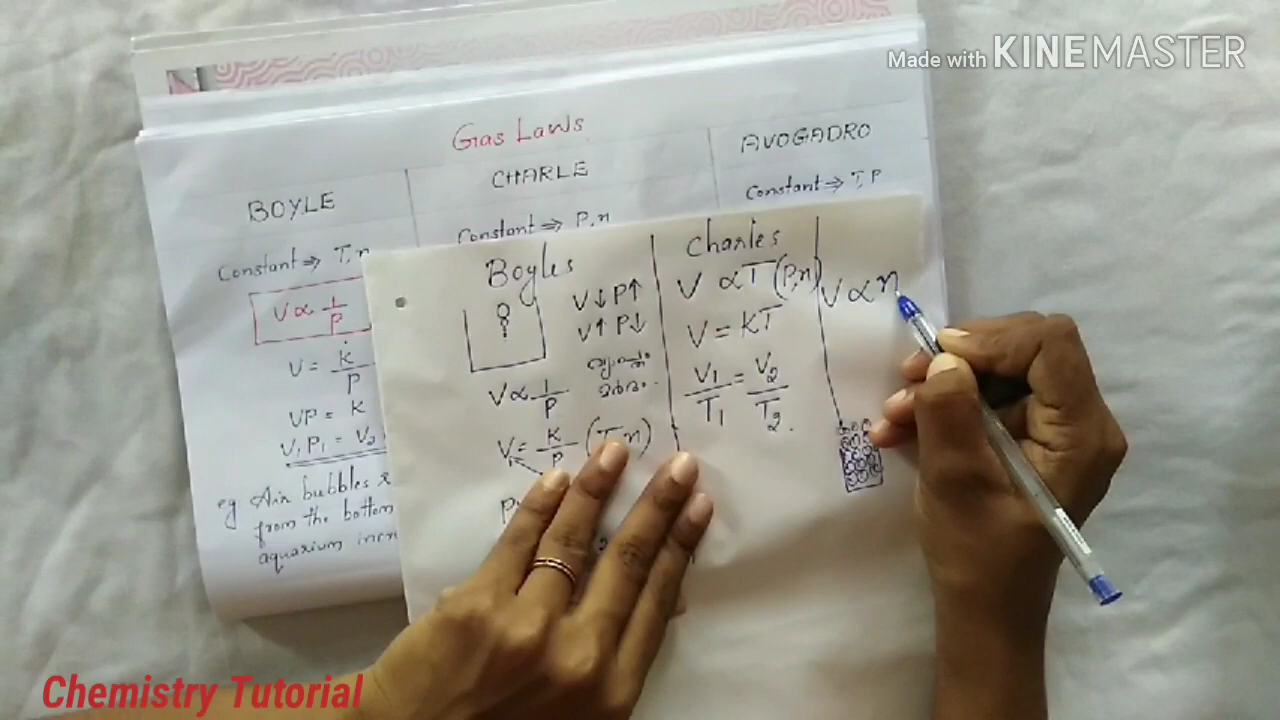 Made with KINEMASTER
Gas Laws
BOYLE
Constant ⇒ T, n
V ∝ 1/P
V = K/P
VP = K
V₁P₁ = V₂
eg Air bubbles
from the bottom
aquarium incr
CHARLE
Constant ⇒ P, n
AVOGADRO
Constant ⇒ T, P
Boyles
V↓ P↑
V↑ P↓
V ∝ 1/P
V = K/P (T, n)
Charles
V ∝ T (P, n)
V = KT
V₁/T₁ = V₂/T₂.
V ∝ n
Chemistry Tutorial